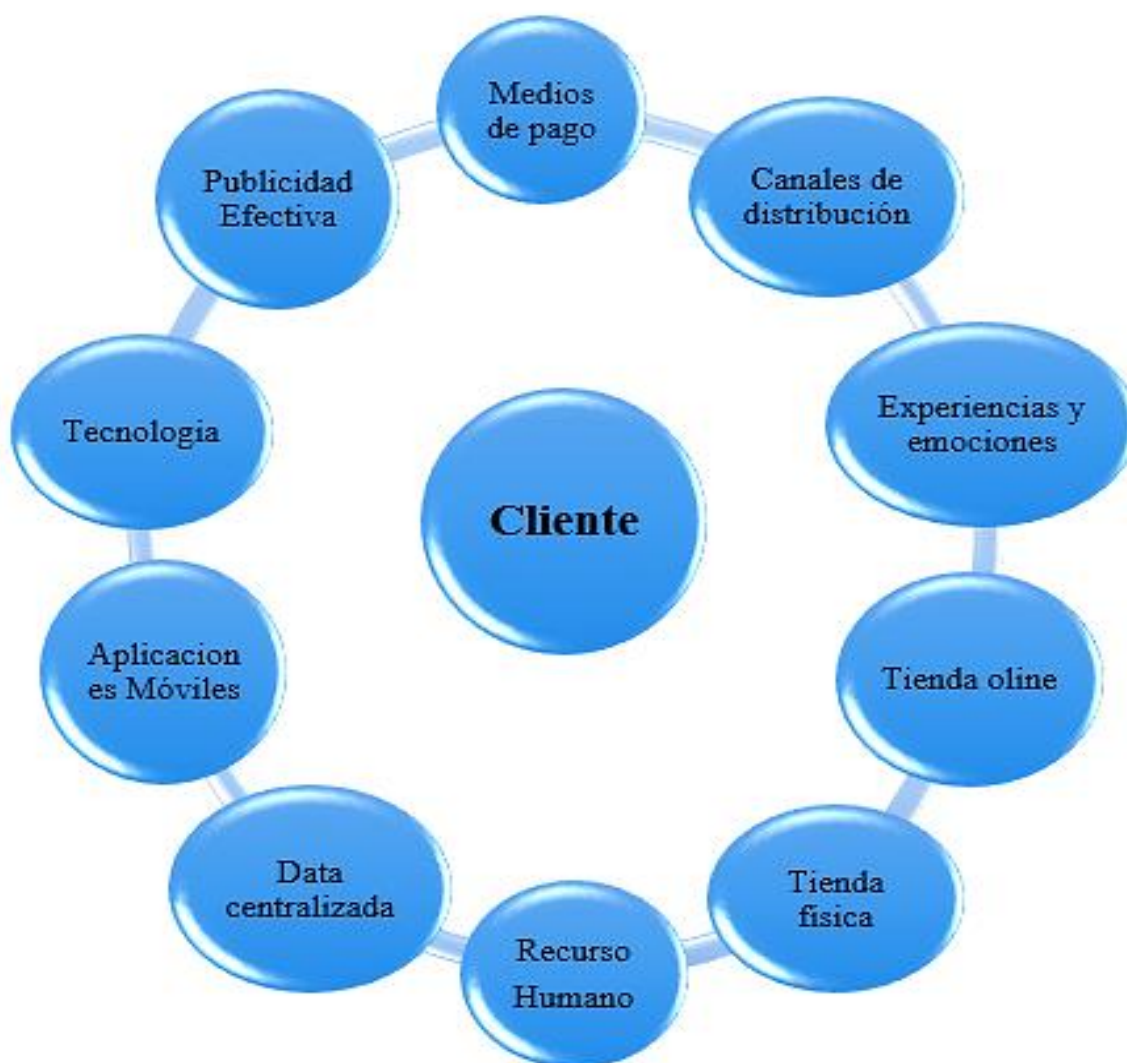 Medios
de pago
Canales de
distribución
Experiencias y
emociones
Tienda oline
Tienda
física
Recurso
Humano
Data
centralizada
Aplicacion
es Móviles
Tecnologia
Publicidad
Efectiva
Cliente